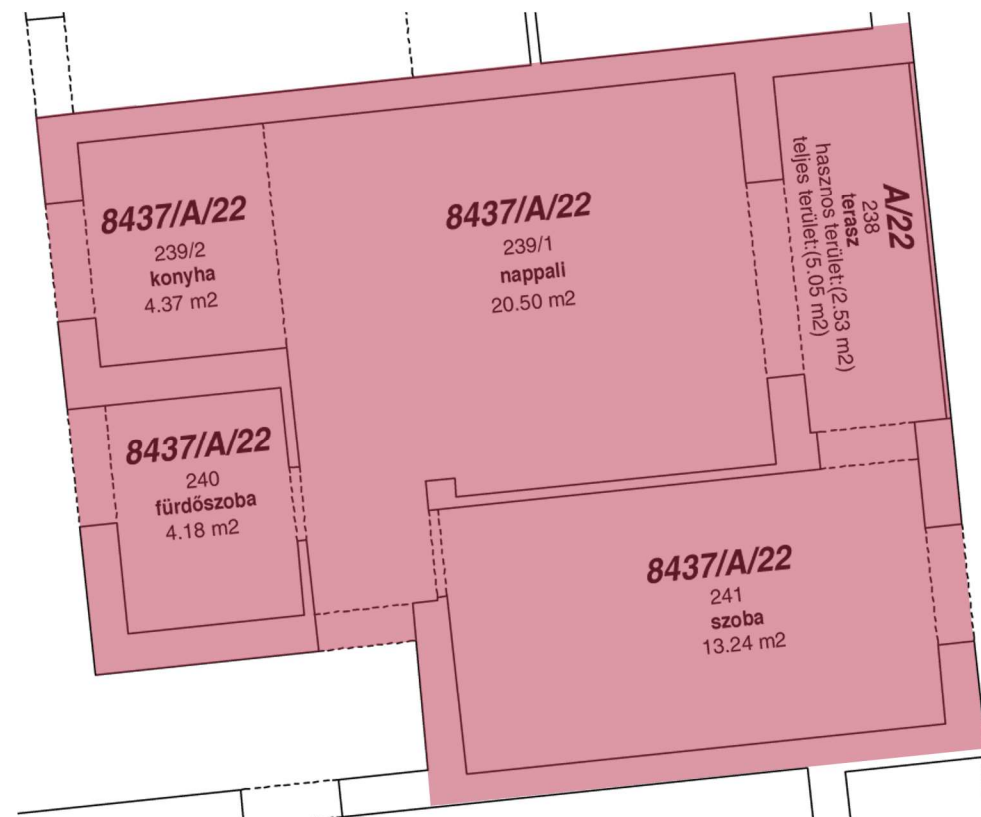 8437/A/22
239/2
konyha
4.37 m2
8437/A/22
239/1
nappali
20.50 m2
A/22
238
terasz
hasznos terület:(2.53 m2)
teljes terület:(5.05 m2)
8437/A/22
240
fürdőszoba
4.18 m2
8437/A/22
241
szoba
13.24 m2